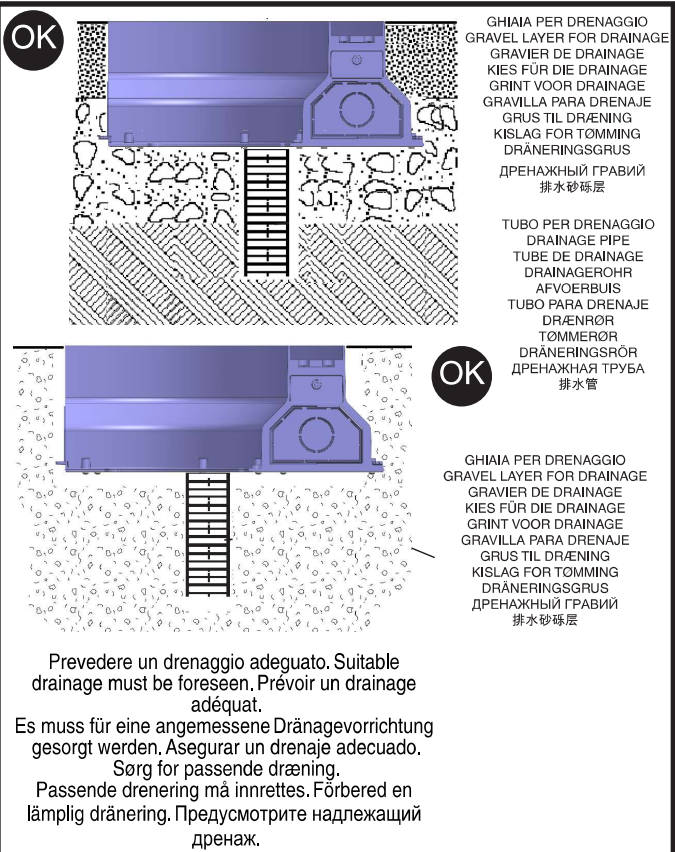 OK
GHIAIA PER DRENAGGIO
GRAVEL LAYER FOR DRAINAGE
GRAVIER DE DRAINAGE
KIES FÜR DIE DRAINAGE
GRINT VOOR DRAINAGE
GRAVILLA PARA DRENAJE
GRUS TIL DRÆNING
KISLAG FOR TØMMING
DRÄNERINGSGRUS
ДРЕНАЖНЫЙ ГРАВИЙ
排水砂砾层
TUBO PER DRENAGGIO
DRAINAGE PIPE
TUBE DE DRAINAGE
DRAINAGEROHR
AFVOERBUIS
TUBO PARA DRENAJE
DRÆNRØR
TØMMERØR
DRÄNERINGSRÖR
ДРЕНАЖНАЯ ТРУБА
排水管
OK
GHIAIA PER DRENAGGIO
GRAVEL LAYER FOR DRAINAGE
GRAVIER DE DRAINAGE
KIES FÜR DIE DRAINAGE
GRINT VOOR DRAINAGE
GRAVILLA PARA DRENAJE
GRUS TIL DRÆNING
KISLAG FOR TØMMING
DRÄNERINGSGRUS
ДРЕНАЖНЫЙ ГРАВИЙ
排水砂砾层
Prevedere un drenaggio adeguato. Suitable
drainage must be foreseen. Prévoir un drainage
adéquat.
Es muss für eine angemessene Dränagevorrichtung
gesorgt werden. Asegurar un drenaje adecuado.
Sørg for passende dræning.
Passende drenering må innrettes. Förbered en
lämplig dränering. Предусмотрите надлежащий
дренаж.